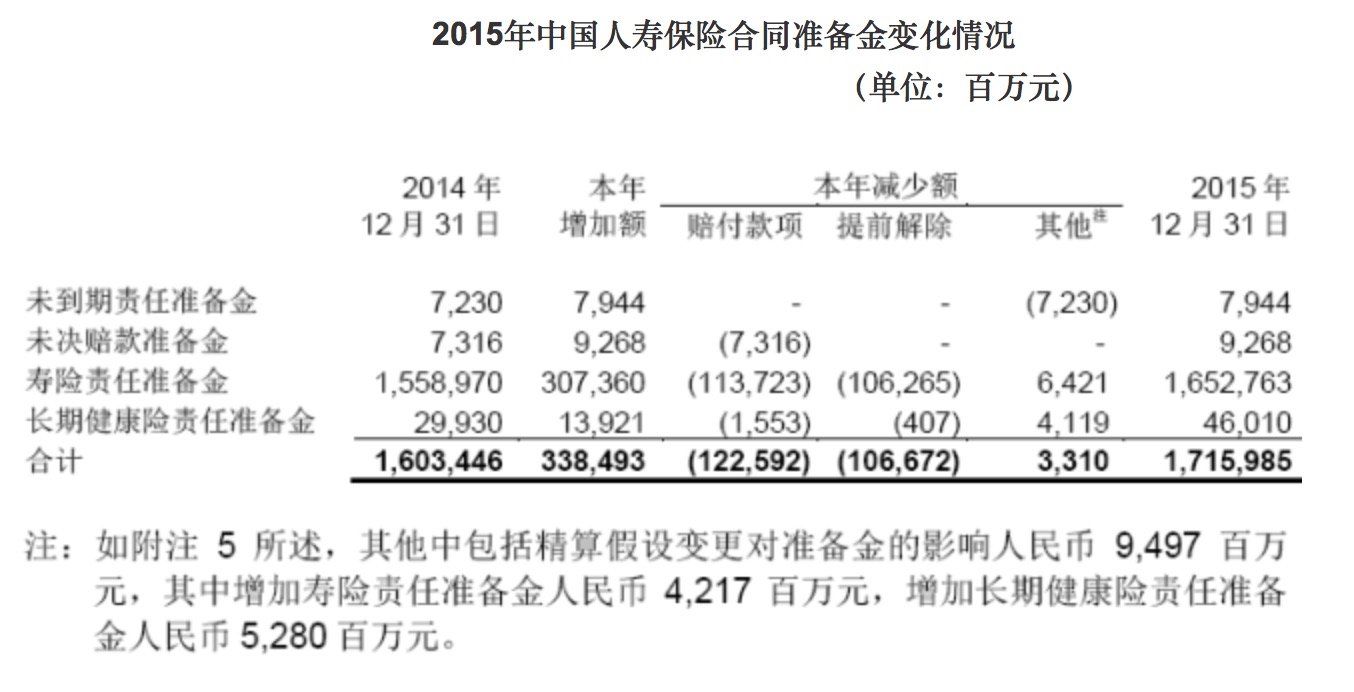 2015年中国人寿保险合同准备金变化情况
（单位：百万元）
2014 年 本年 本年减少额 2015 年
12 月 31 日 增加额 赔付款项 提前解除 其他注 12 月 31 日
未到期责任准备金 7,230 7,944 - - (7,230) 7,944
未决赔款准备金 7,316 9,268 (7,316) - - 9,268
寿险责任准备金 1,558,970 307,360 (113,723) (106,265) 6,421 1,652,763
长期健康险责任准备金 29,930 13,921 (1,553) (407) 4,119 46,010
合计 1,603,446 338,493 (122,592) (106,672) 3,310 1,715,985
注：如附注 5 所述，其他中包括精算假设变更对准备金的影响人民币 9,497 百万
元，其中增加寿险责任准备金人民币 4,217 百万元，增加长期健康险责任准备
金人民币 5,280 百万元。